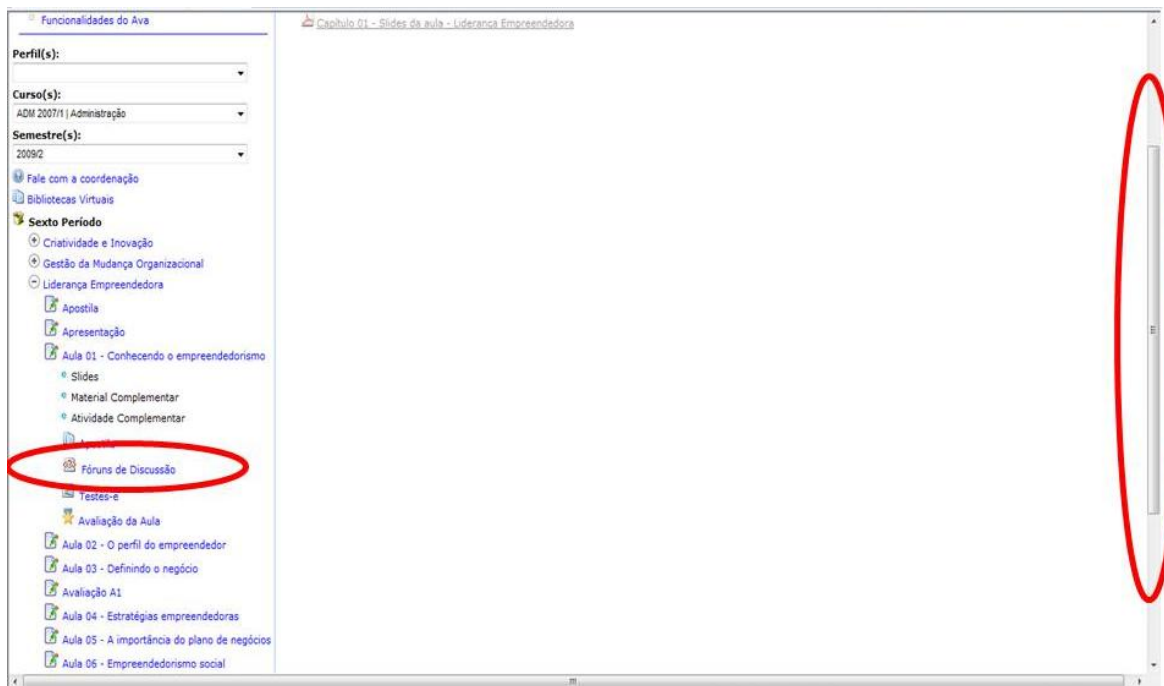 Funcionalidades do Ava
Capítulo 01 - Slides da aula - Liderança Empreendedora
Perfil(s):
Curso(s):
ADM 2007/1 | Administração
Semestre(s):
2009/2
Fale com a coordenação
Bibliotecas Virtuais
Sexto Período
Criatividade e Inovação
Gestão da Mudança Organizacional
Liderança Empreendedora
Apostila
Apresentação
Aula 01 - Conhecendo o empreendedorismo
Slides
Material Complementar
Atividade Complementar
Apostila
Fóruns de Discussão
Testes-e
Avaliação da Aula
Aula 02 - O perfil do empreendedor
Aula 03 - Definindo o negócio
Avaliação A1
Aula 04 - Estratégias empreendedoras
Aula 05 - A importância do plano de negócios
Aula 06 - Empreendedorismo social